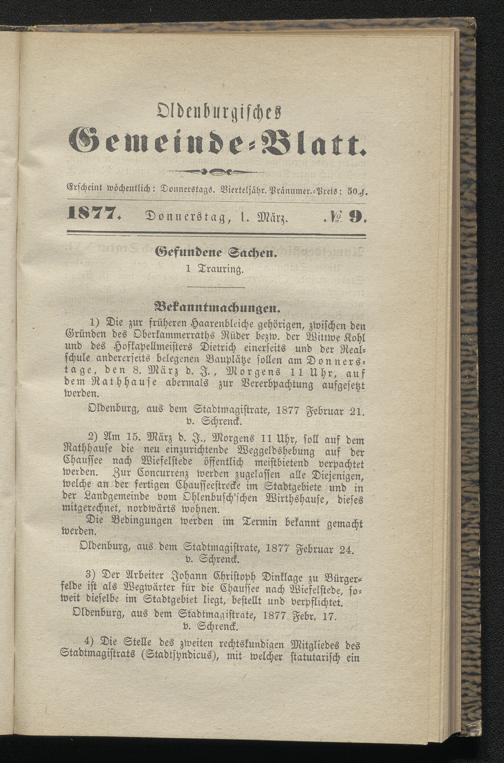 Oldenburgisches
Gemeinde-Blatt.
Erscheint wöchentlich: Donnerstags. Vierteljähr. Pränumer.-Preis: 50 ₰.
1877. Donnerstag, 1. März. № 9.
Gefundene Sachen.
1 Trauring.
Bekanntmachungen.
1) Die zur früheren Haarenbleiche gehörigen, zwischen den
Gründen des Oberkammerraths Rüder bezw. der Wittwe Kohl
und des Hofkapellmeisters Dietrich einerseits und der Real-
schule andererseits belegenen Bauplätze sollen am Donners-
tage, den 8. März d. J., Morgens 11 Uhr, auf
dem Rathhause abermals zur Vererbpachtung aufgesetzt
werden.
Oldenburg, aus dem Stadtmagistrate, 1877 Februar 21.
v. Schrenck.
2) Am 15. März d. J., Morgens 11 Uhr, soll auf dem
Rathhause die neu einzurichtende Weggeldshebung auf der
Chaussee nach Wiefelstede öffentlich meistbietend verpachtet
werden. Zur Concurrenz werden zugelassen alle Diejenigen,
welche an der fertigen Chausseestrecke im Stadtgebiete und in
der Landgemeinde vom Ohlenbusch'schen Wirthshause, dieses
mitgerechnet, nordwärts wohnen.
Die Bedingungen werden im Termin bekannt gemacht
werden.
Oldenburg, aus dem Stadtmagistrate, 1877 Februar 24.
v. Schrenck.
3) Der Arbeiter Johann Christoph Dinklage zu Bürger-
felde ist als Wegwärter für die Chaussee nach Wiefelstede, so-
weit dieselbe im Stadtgebiet liegt, bestellt und verpflichtet.
Oldenburg, aus dem Stadtmagistrate, 1877 Febr. 17.
v. Schrenck.
4) Die Stelle des zweiten rechtskundigen Mitgliedes des
Stadtmagistrats (Stadtsyndicus), mit welcher statutarisch ein